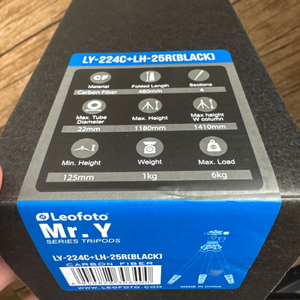 LY-224C+LH-25R(BLACK)
CF
Material
Carbon Fiber
Folded Length
480mm
Sections
4
Max. Tube
Diameter
22mm
Max. Height
1180mm
Max height
W column
1410mm
Min. Height
125mm
Weight
1kg
Max. Load
6kg
Leofoto
Mr. Y
SERIES TRIPODS
LY-224C+LH-25R(BLACK)
CARBON FIBER
WWW.LEOFOTO.COM
MADE IN CHINA